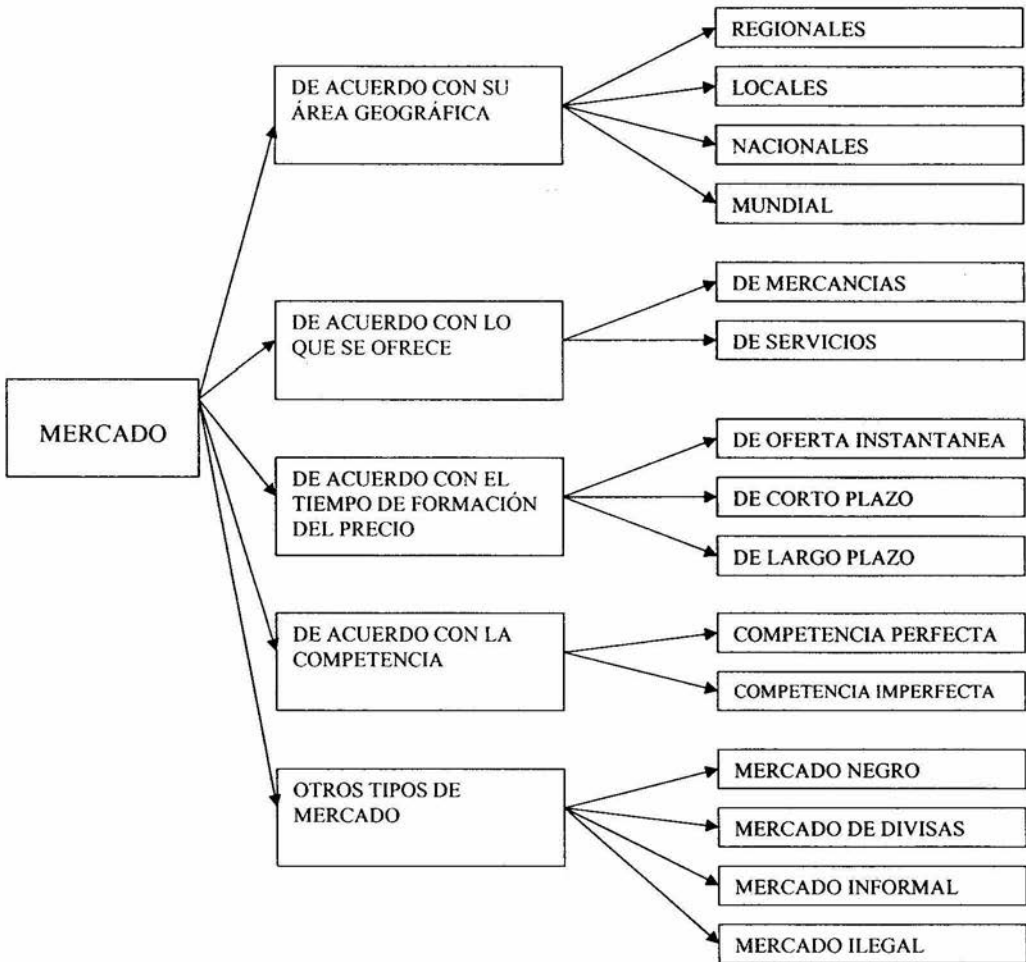 MERCADO
DE ACUERDO CON SU
ÁREA GEOGRÁFICA
REGIONALES
LOCALES
NACIONALES
MUNDIAL
DE ACUERDO CON LO
QUE SE OFRECE
DE MERCANCIAS
DE SERVICIOS
DE ACUERDO CON EL
TIEMPO DE FORMACIÓN
DEL PRECIO
DE OFERTA INSTANTANEA
DE CORTO PLAZO
DE LARGO PLAZO
DE ACUERDO CON LA
COMPETENCIA
COMPETENCIA PERFECTA
COMPETENCIA IMPERFECTA
OTROS TIPOS DE
MERCADO
MERCADO NEGRO
MERCADO DE DIVISAS
MERCADO INFORMAL
MERCADO ILEGAL